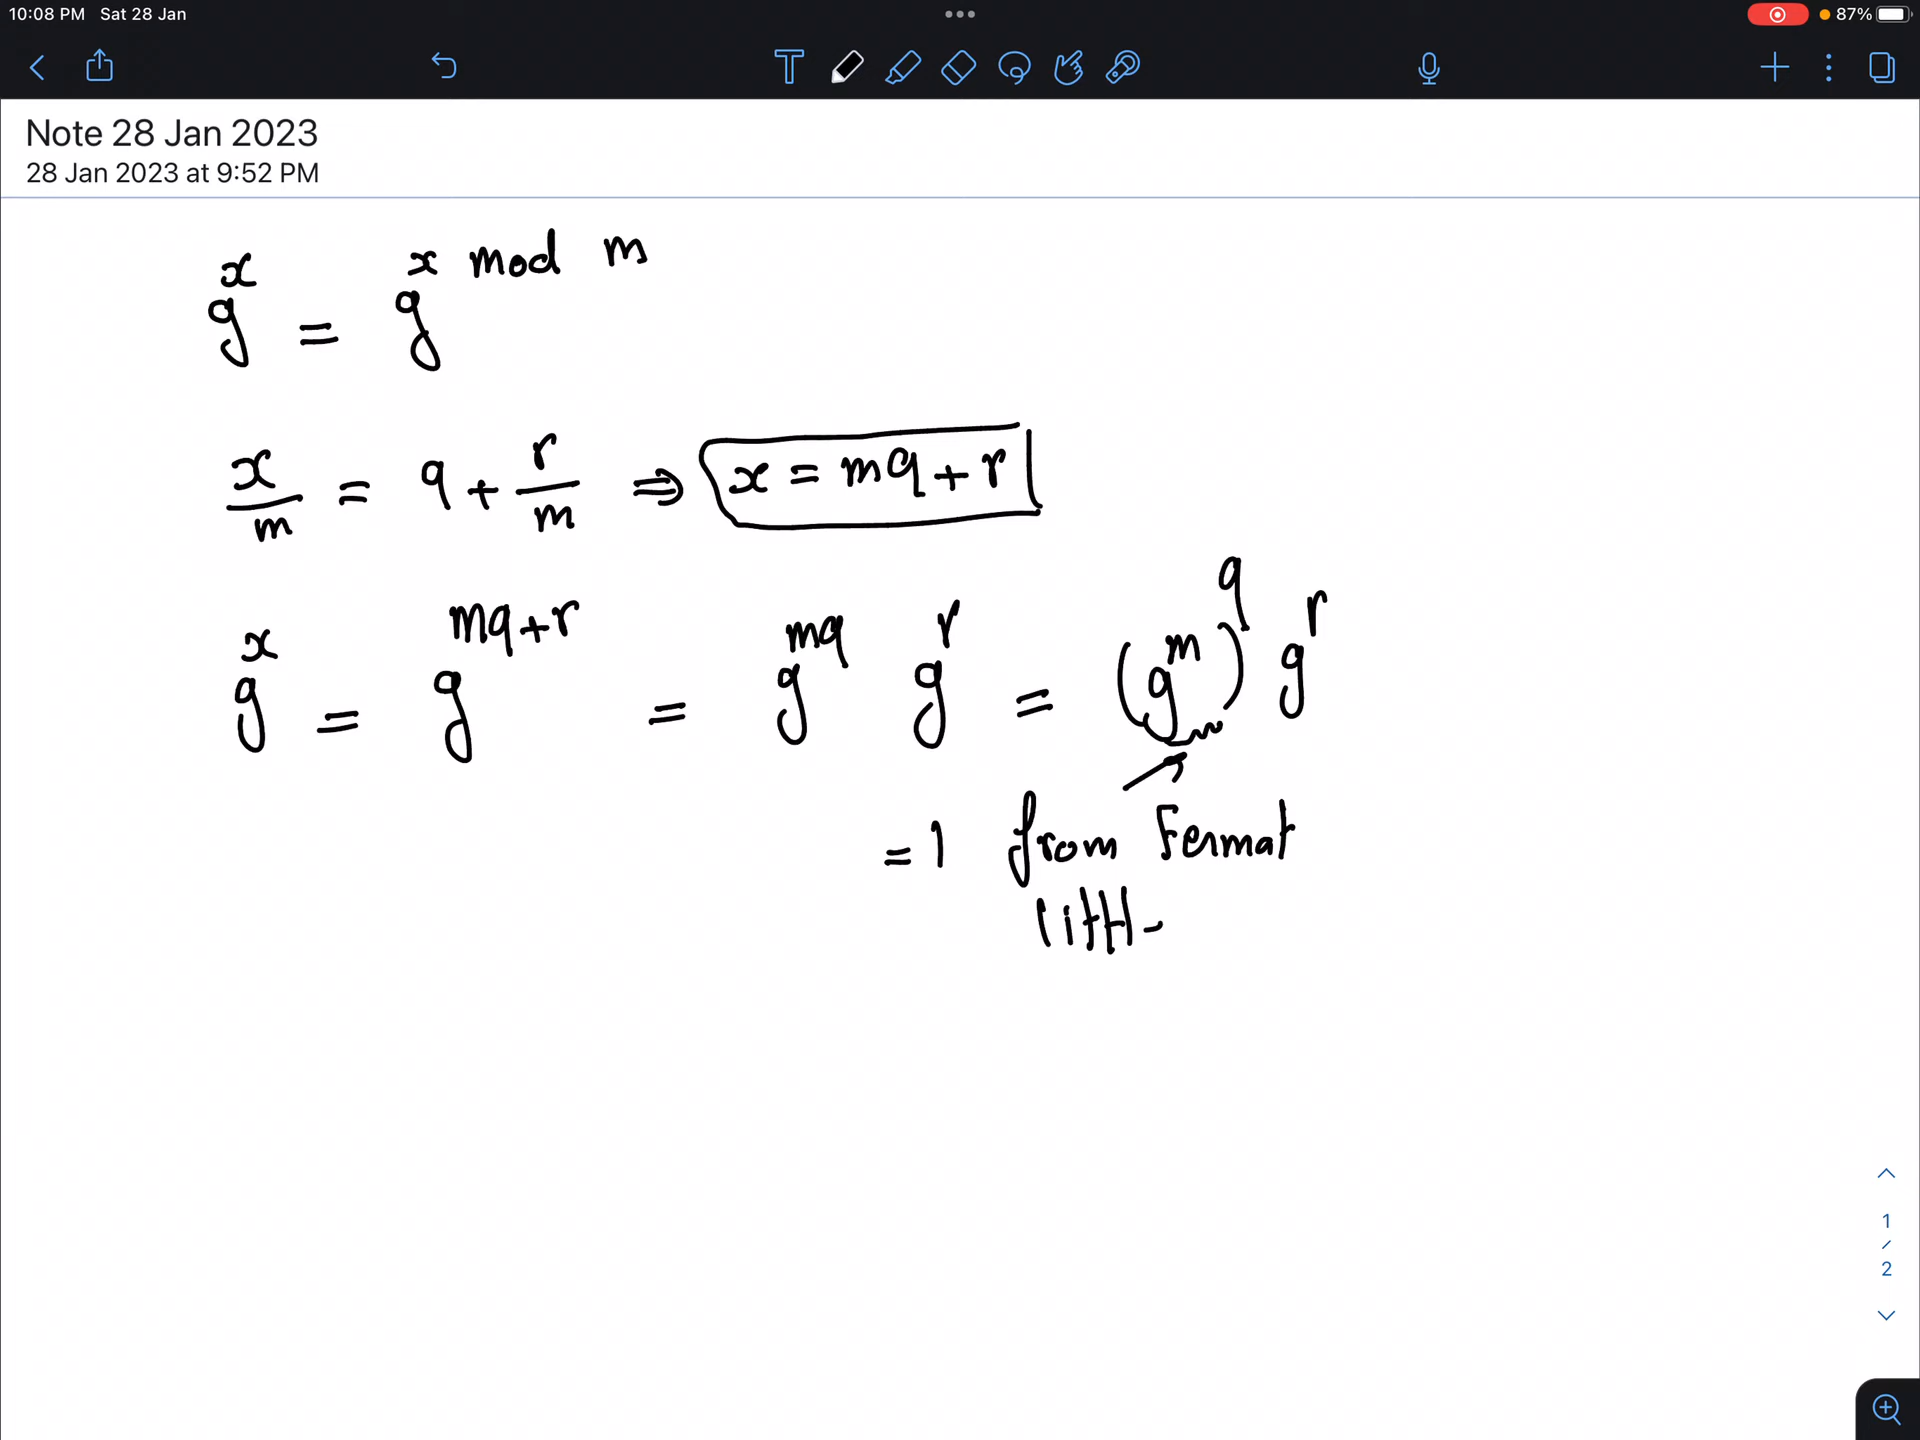 10:08 PM Sat 28 Jan
87%
Note 28 Jan 2023
28 Jan 2023 at 9:52 PM
g^x = g^(x mod m)
x/m = q + r/m ⇒ x = mq + r
g^x = g^(mq+r) = g^(mq) g^r = (g^m)^q g^r
= 1 from Fermat
littl
1
/
2